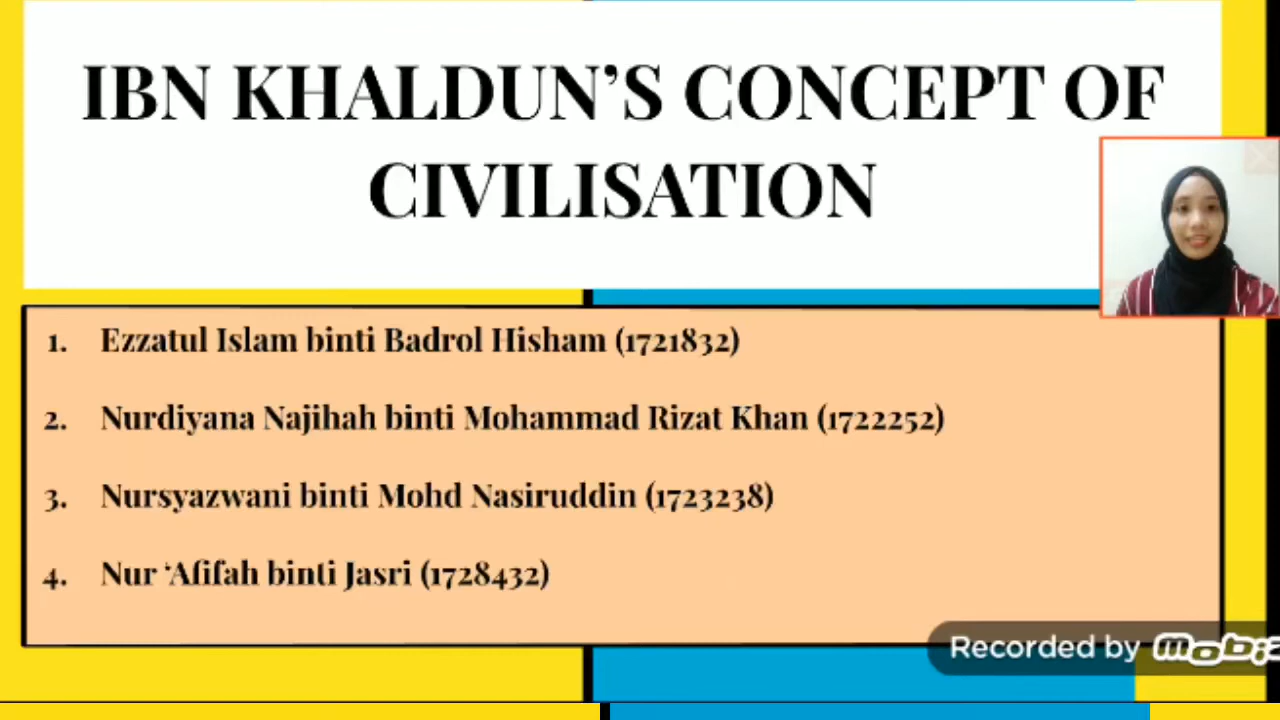 IBN KHALDUN’S CONCEPT OF
CIVILISATION
1. Ezzatul Islam binti Badrol Hisham (1721832)
2. Nurdiyana Najihah binti Mohammad Rizat Khan (1722252)
3. Nursyazwani binti Mohd Nasiruddin (1723238)
4. Nur ‘Afifah binti Jasri (1728432)
Recorded by